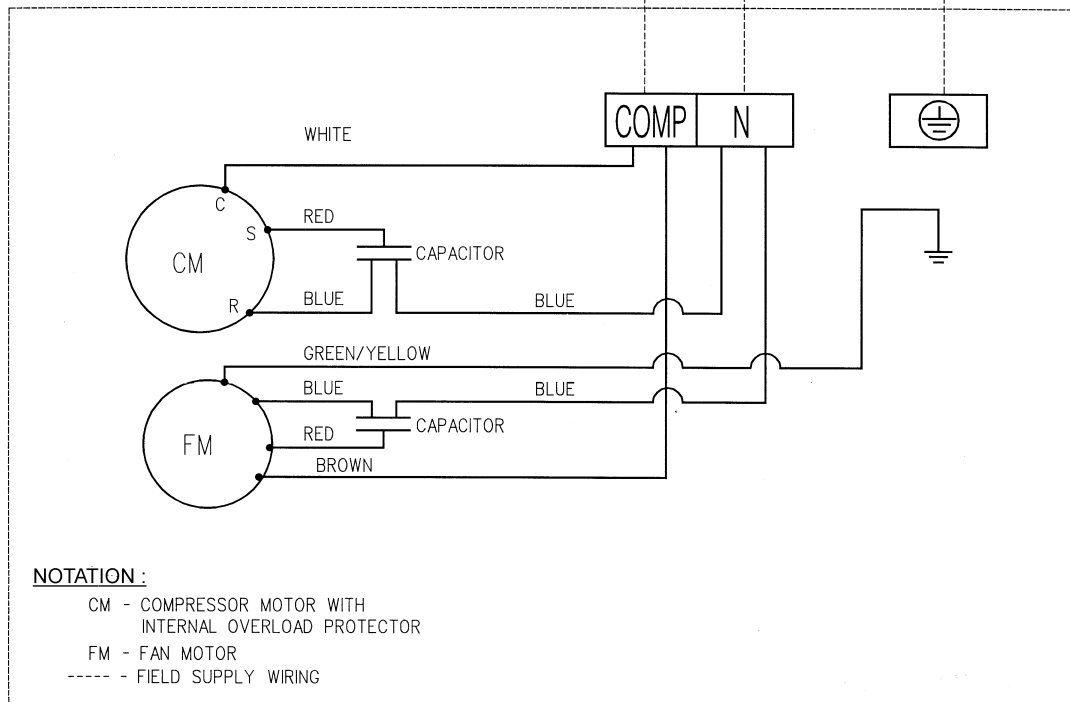 COMP N
WHITE
C
RED
S
CAPACITOR
CM
R
BLUE BLUE
GREEN/YELLOW
BLUE BLUE
CAPACITOR
RED
FM
BROWN
NOTATION :
CM - COMPRESSOR MOTOR WITH
INTERNAL OVERLOAD PROTECTOR
FM - FAN MOTOR
----- - FIELD SUPPLY WIRING